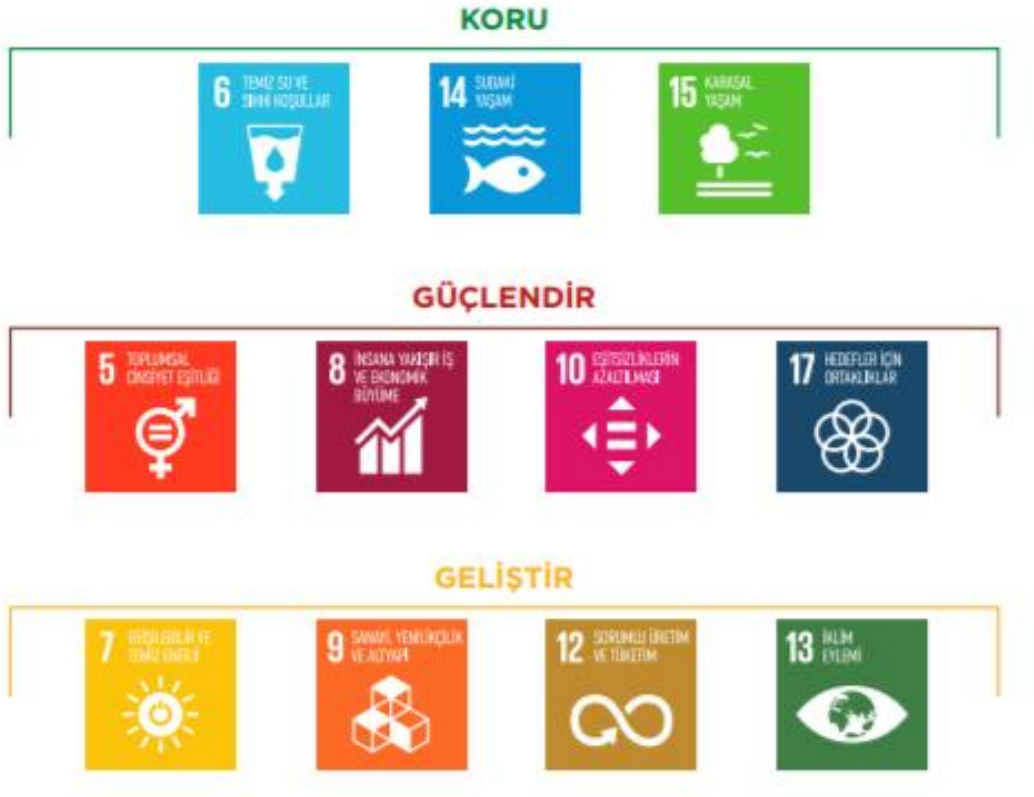 KORU
6 TEMİZ SU VE
SIHHİ KOŞULLAR
14 SUDAKİ
YAŞAM
15 KARASAL
YAŞAM
GÜÇLENDİR
5 TOPLUMSAL
CİNSİYET EŞİTLİĞİ
8 İNSANA YAKIŞIR İŞ
VE EKONOMİK
BÜYÜME
10 EŞİTSİZLİKLERİN
AZALTILMASI
17 HEDEFLER İÇİN
ORTAKLIKLAR
GELİŞTİR
7 ERİŞİLEBİLİR VE
TEMİZ ENERJİ
9 SANAYİ, YENİLİKÇİLİK
VE ALTYAPI
12 SORUMLU ÜRETİM
VE TÜKETİM
13 İKLİM
EYLEMİ